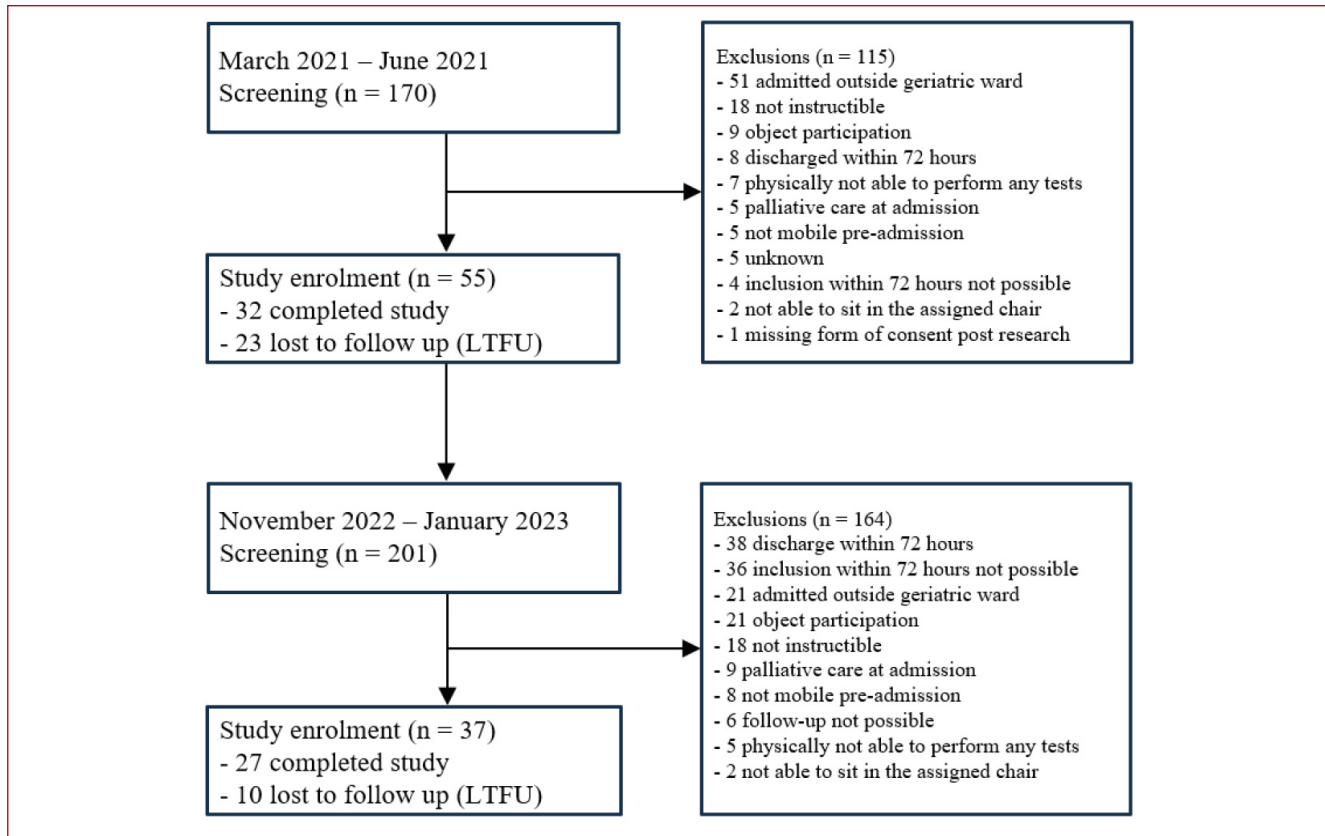 March 2021 – June 2021
Screening (n = 170)
Exclusions (n = 115)
- 51 admitted outside geriatric ward
- 18 not instructible
- 9 object participation
- 8 discharged within 72 hours
- 7 physically not able to perform any tests
- 5 palliative care at admission
- 5 not mobile pre-admission
- 5 unknown
- 4 inclusion within 72 hours not possible
- 2 not able to sit in the assigned chair
- 1 missing form of consent post research
Study enrolment (n = 55)
- 32 completed study
- 23 lost to follow up (LTFU)
November 2022 – January 2023
Screening (n = 201)
Exclusions (n = 164)
- 38 discharge within 72 hours
- 36 inclusion within 72 hours not possible
- 21 admitted outside geriatric ward
- 21 object participation
- 18 not instructible
- 9 palliative care at admission
- 8 not mobile pre-admission
- 6 follow-up not possible
- 5 physically not able to perform any tests
- 2 not able to sit in the assigned chair
Study enrolment (n = 37)
- 27 completed study
- 10 lost to follow up (LTFU)